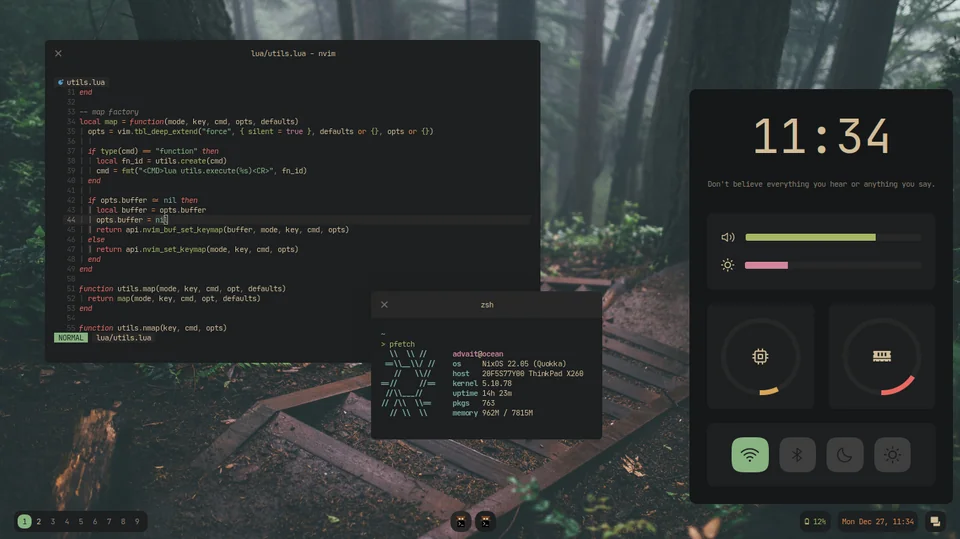 lua/utils.lua - nvim
utils.lua
31 end
32
33 -- map factory
34 local map = function(mode, key, cmd, opts, defaults)
35 opts = vim.tbl_deep_extend("force", { silent = true }, defaults or {}, opts or {})
36
37 if type(cmd) == "function" then
38 local fn_id = utils.create(cmd)
39 cmd = fmt("<CMD>lua utils.execute(%s)<CR>", fn_id)
40 end
41
42 if opts.buffer ~= nil then
43 local buffer = opts.buffer
44 opts.buffer = nil
45 return api.nvim_buf_set_keymap(buffer, mode, key, cmd, opts)
46 else
47 return api.nvim_set_keymap(mode, key, cmd, opts)
48 end
49 end
50
51 function utils.map(mode, key, cmd, opt, defaults)
52 return map(mode, key, cmd, opt, defaults)
53 end
54
55 function utils.nmap(key, cmd, opts)
NORMAL lua/utils.lua
zsh
~
> pfetch
advait@ocean
os NixOS 22.05 (Quokka)
host 20F5S77Y00 ThinkPad X260
kernel 5.10.78
uptime 14h 23m
pkgs 763
memory 962M / 7815M
11:34
Don't believe everything you hear or anything you say.
1 2 3 4 5 6 7 8 9
12%
Mon Dec 27, 11:34